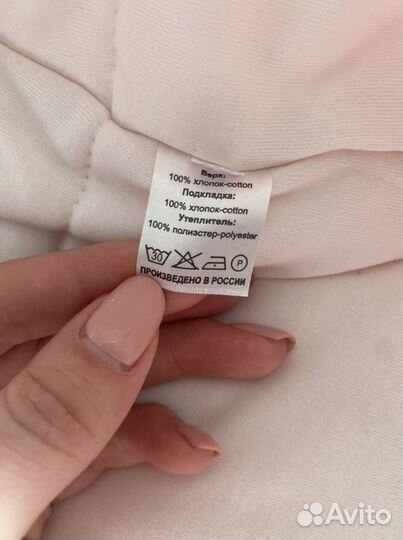 Верх:
100% хлопок-cotton
Подкладка:
100% хлопок-cotton
Утеплитель:
100% полиэстер-polyester
30 P
ПРОИЗВЕДЕНО В РОССИИ
Avito